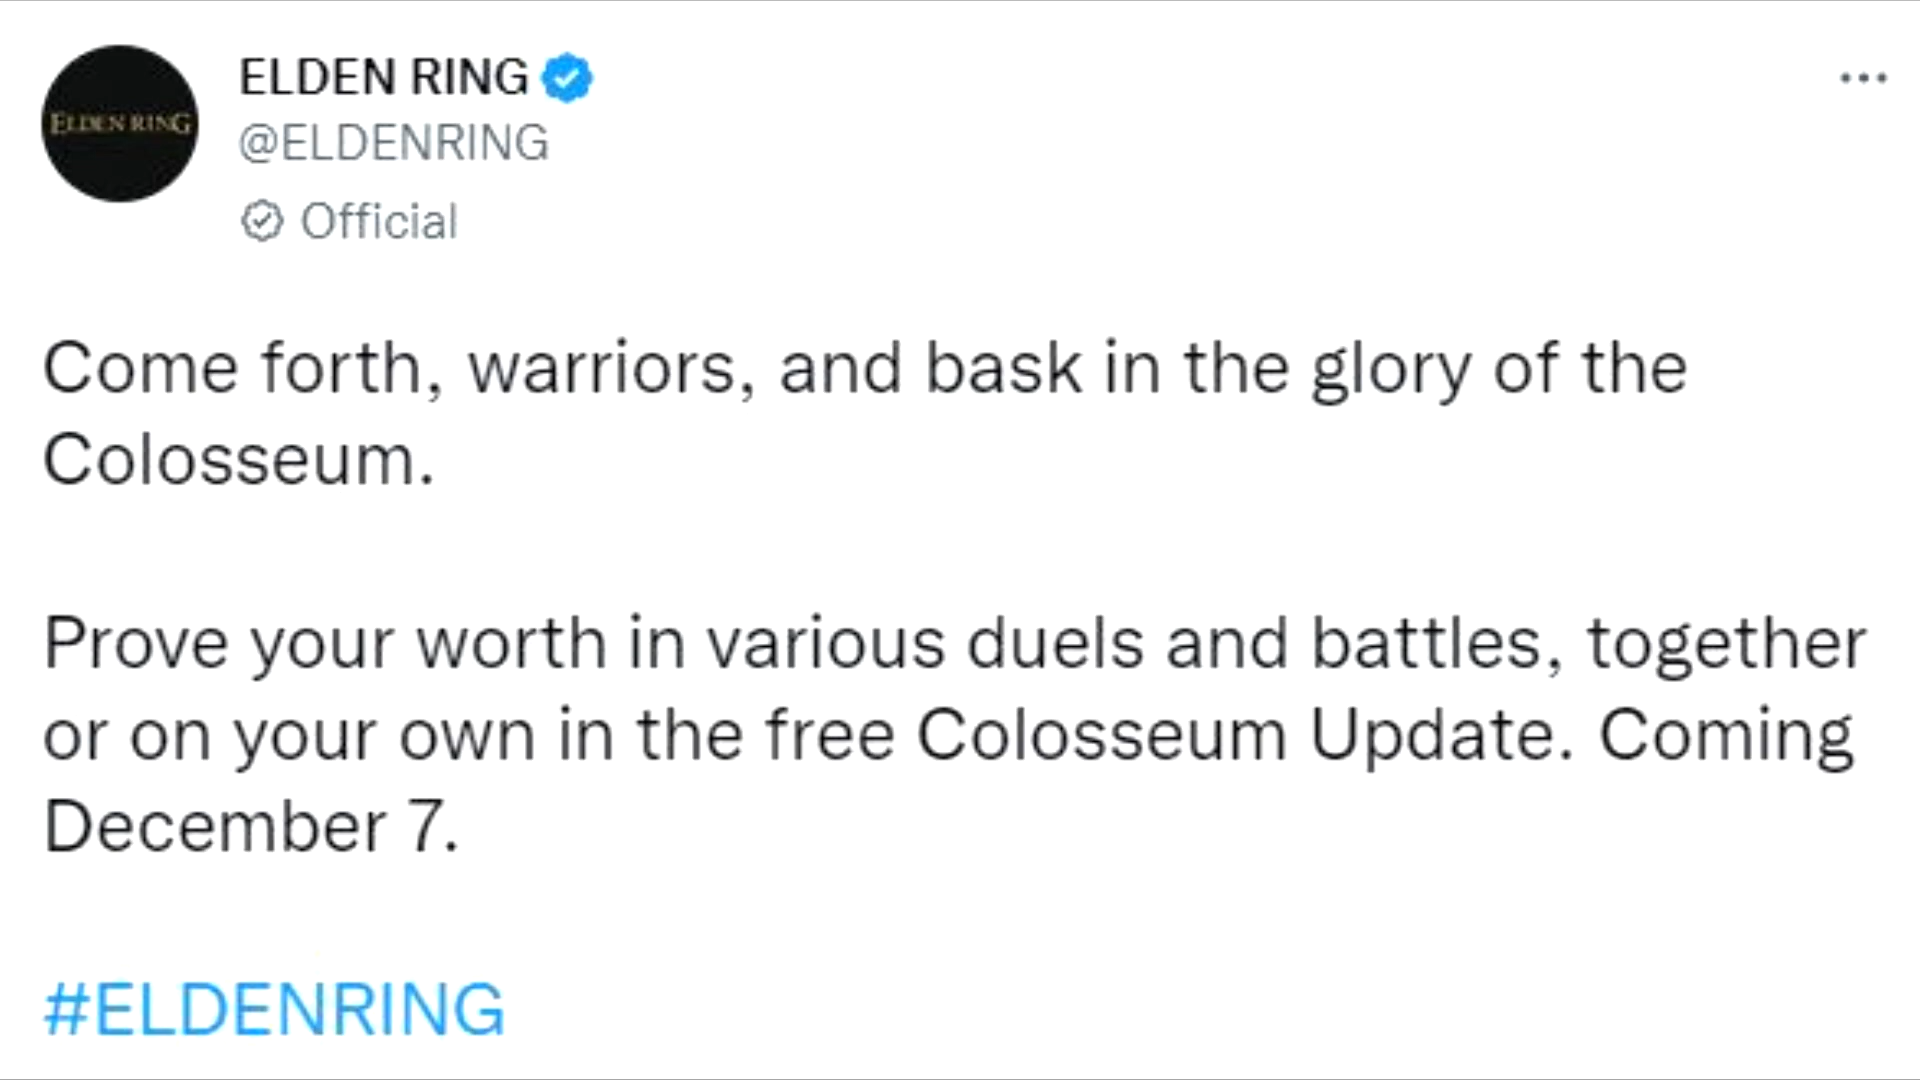 ELDEN RING
ELDEN RING
@ELDENRING
Official
Come forth, warriors, and bask in the glory of the
Colosseum.
Prove your worth in various duels and battles, together
or on your own in the free Colosseum Update. Coming
December 7.
#ELDENRING